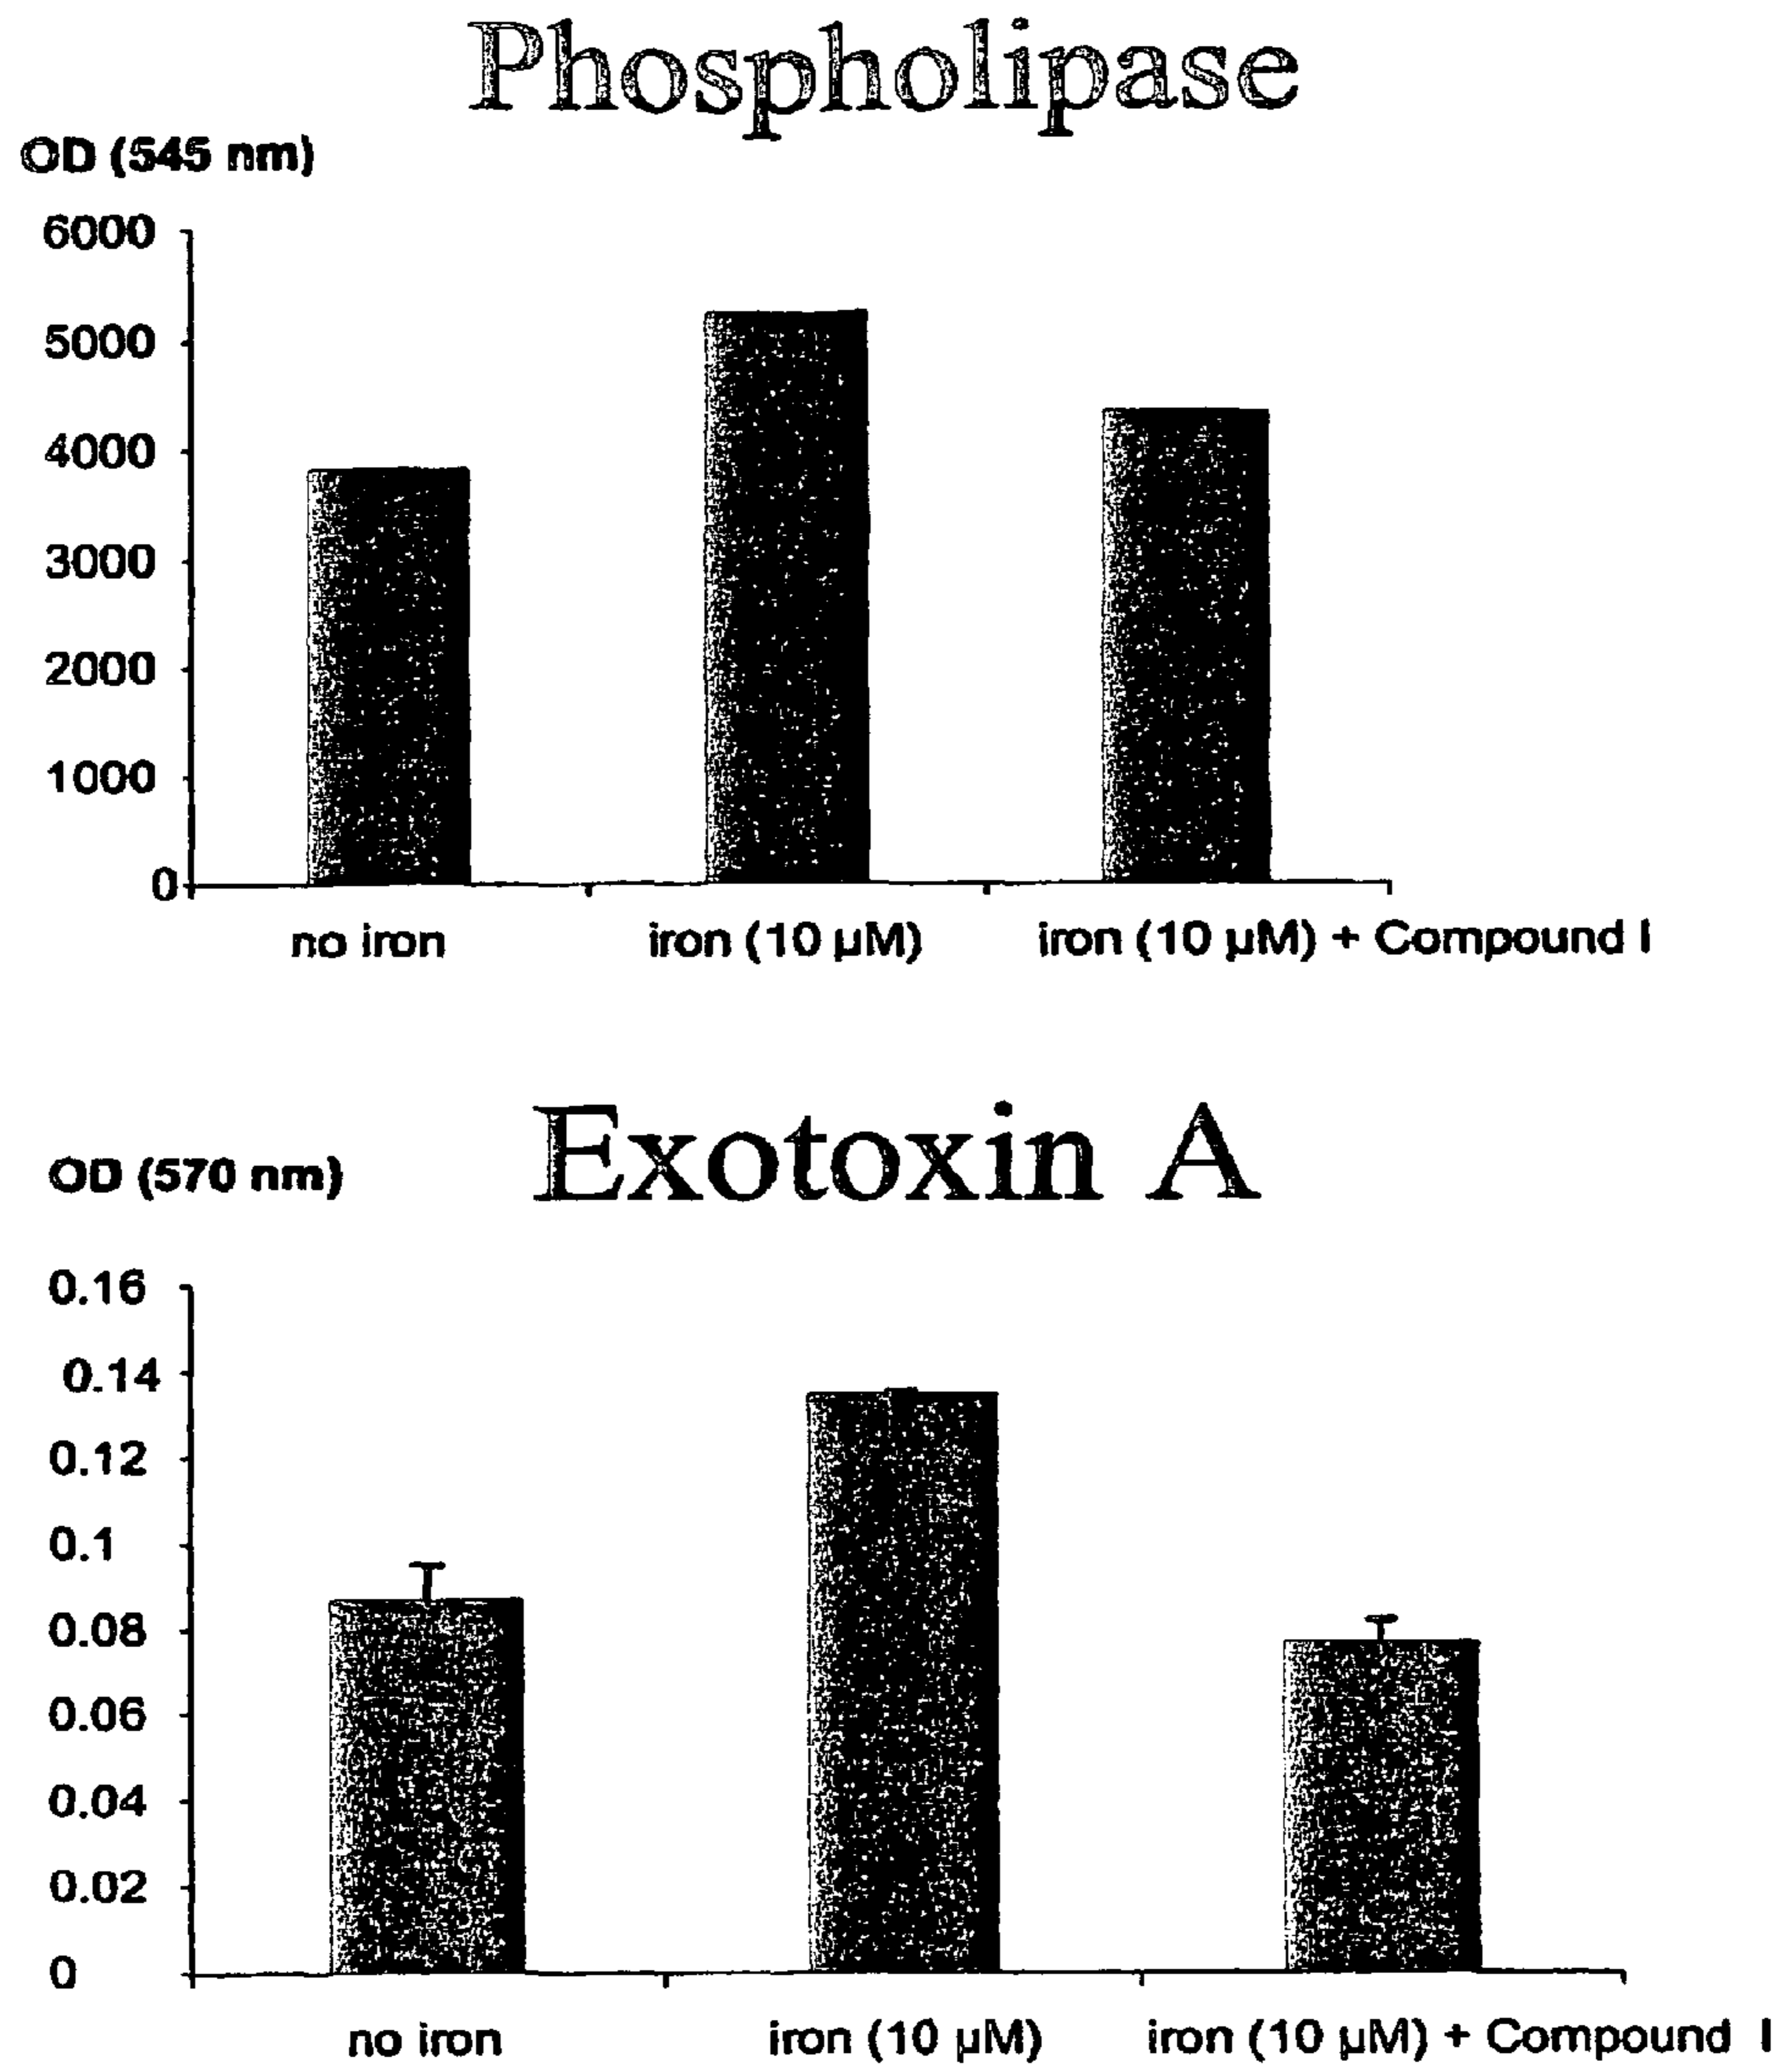 Phospholipase
OD (545 nm)
6000
5000
4000
3000
2000
1000
0
no iron iron (10 µM) iron (10 µM) + Compound I
Exotoxin A
OD (570 nm)
0.16
0.14
0.12
0.1
0.08
0.06
0.04
0.02
0
no iron iron (10 µM) iron (10 µM) + Compound I